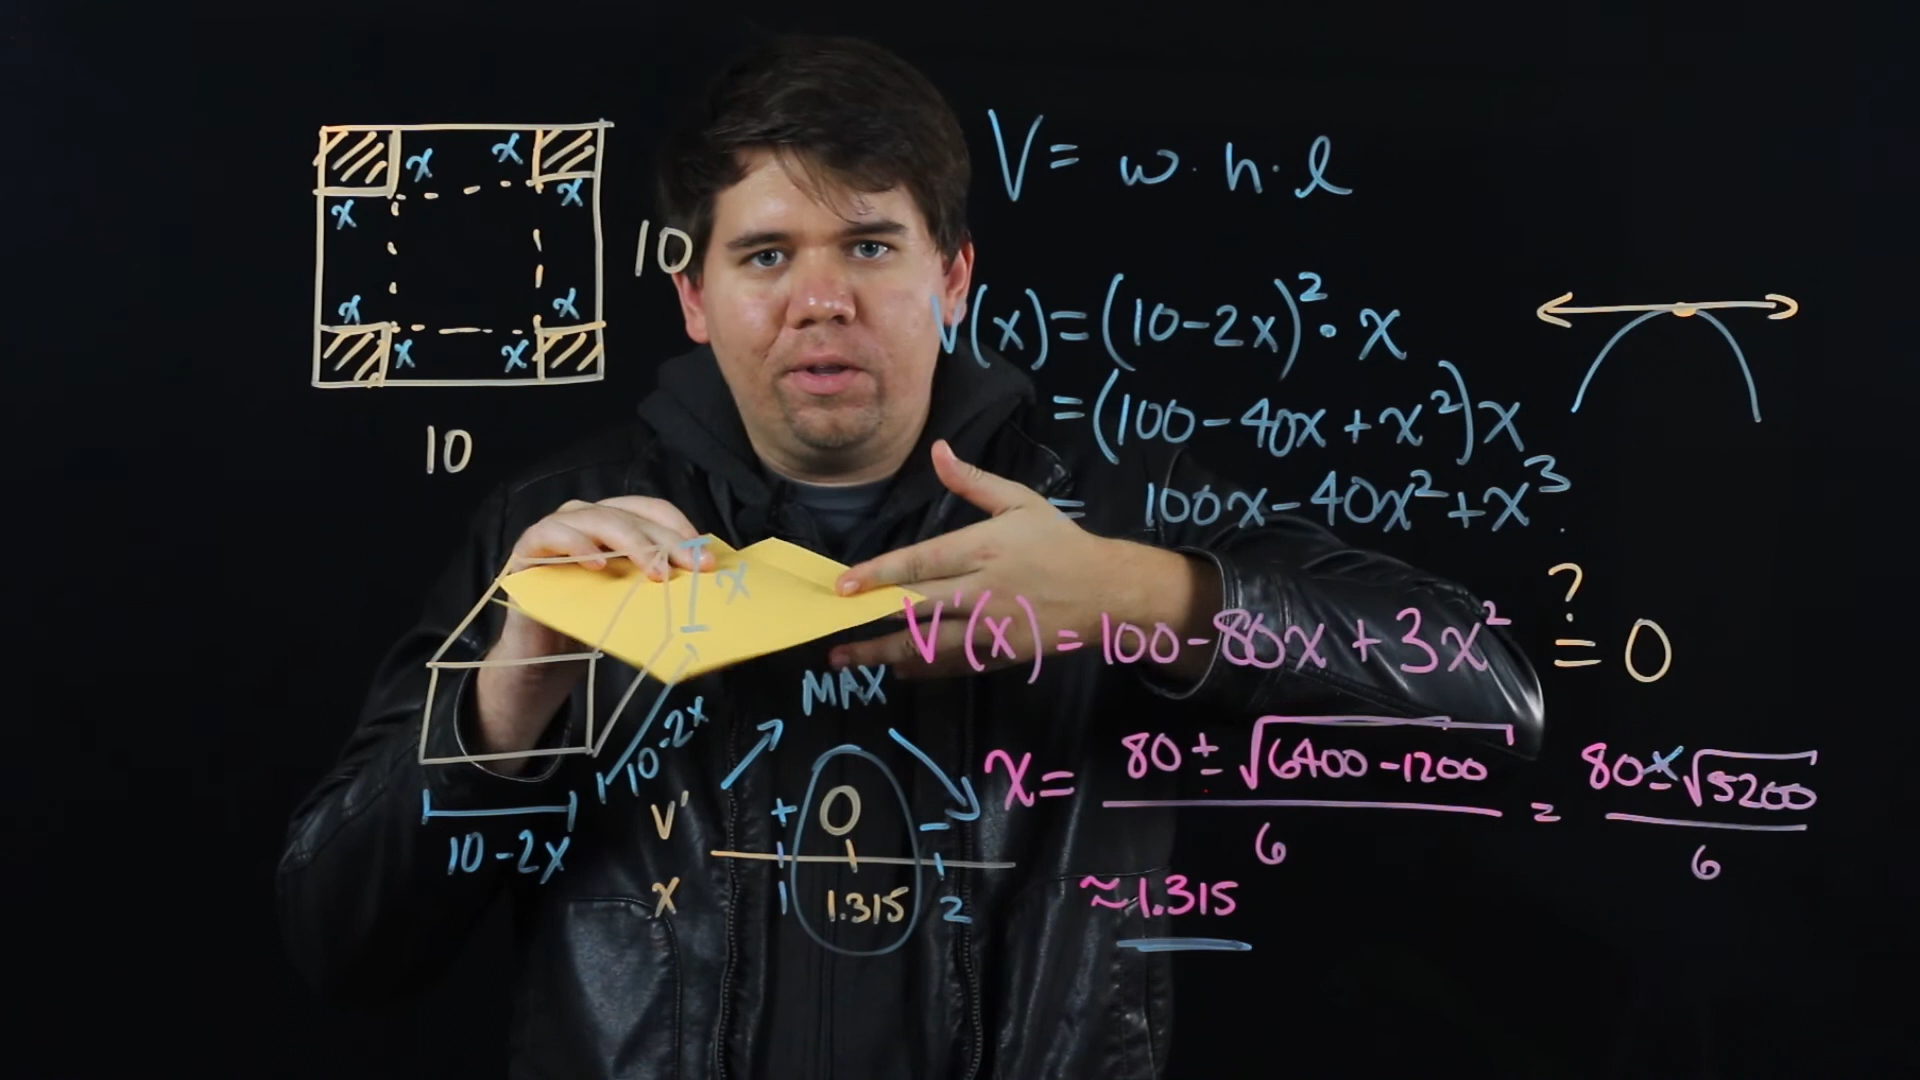 x x
x x
x x
x x
10
10
V = w · h · l
V(x) = (10-2x)² · x
= (100-40x+x²)x
= 100x-40x²+x³
V'(x) = 100-80x+3x² ?= 0
x = (80 ± √(6400-1200))/6 = (80 ± √5200)/6
≈ 1.315
x
10-2x
10-2x
MAX
V' + 0 -
x 1 1.315 2